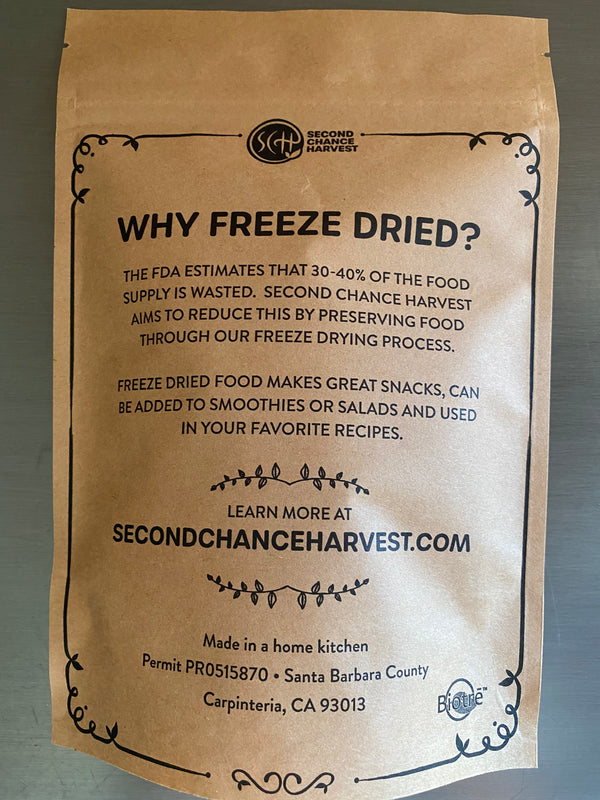 SCH
SECOND
CHANCE
HARVEST
WHY FREEZE DRIED?
THE FDA ESTIMATES THAT 30-40% OF THE FOOD
SUPPLY IS WASTED. SECOND CHANCE HARVEST
AIMS TO REDUCE THIS BY PRESERVING FOOD
THROUGH OUR FREEZE DRYING PROCESS.
FREEZE DRIED FOOD MAKES GREAT SNACKS, CAN
BE ADDED TO SMOOTHIES OR SALADS AND USED
IN YOUR FAVORITE RECIPES.
LEARN MORE AT
SECONDCHANCEHARVEST.COM
Made in a home kitchen
Permit PR0515870 • Santa Barbara County
Carpinteria, CA 93013
Biotrē™